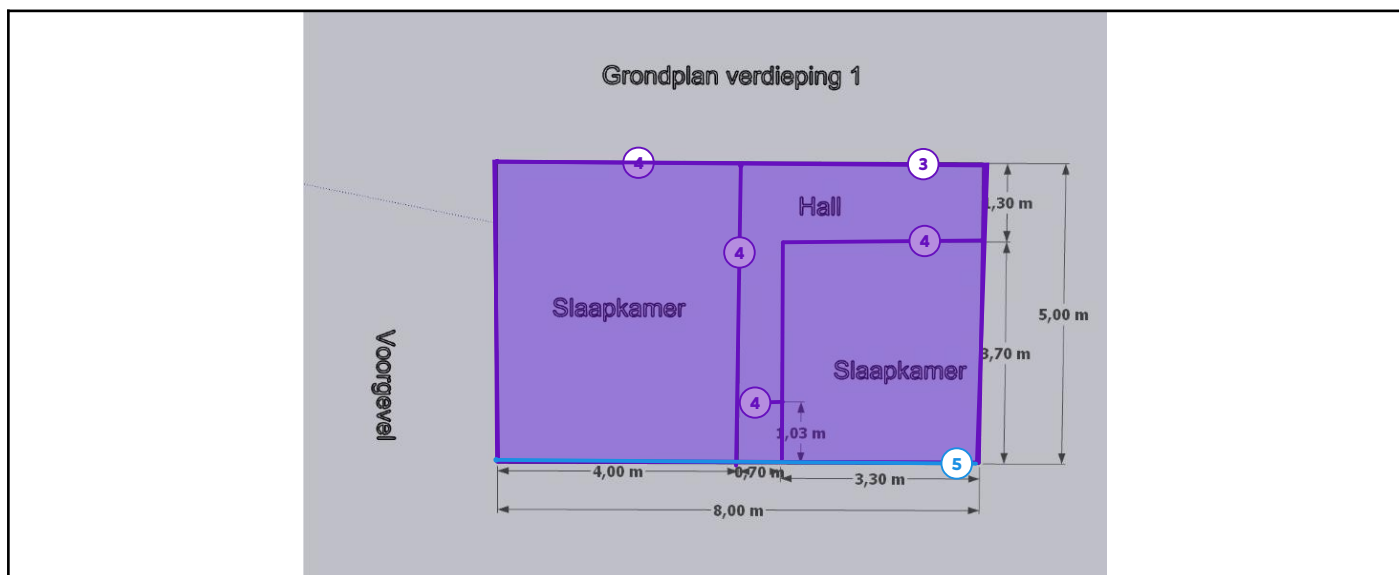 Grondplan verdieping 1
4
3
1,30 m
Hall
4
4
Slaapkamer
5,00 m
Voorgevel
3,70 m
Slaapkamer
4
1,03 m
5
4,00 m
0,70 m
3,30 m
8,00 m